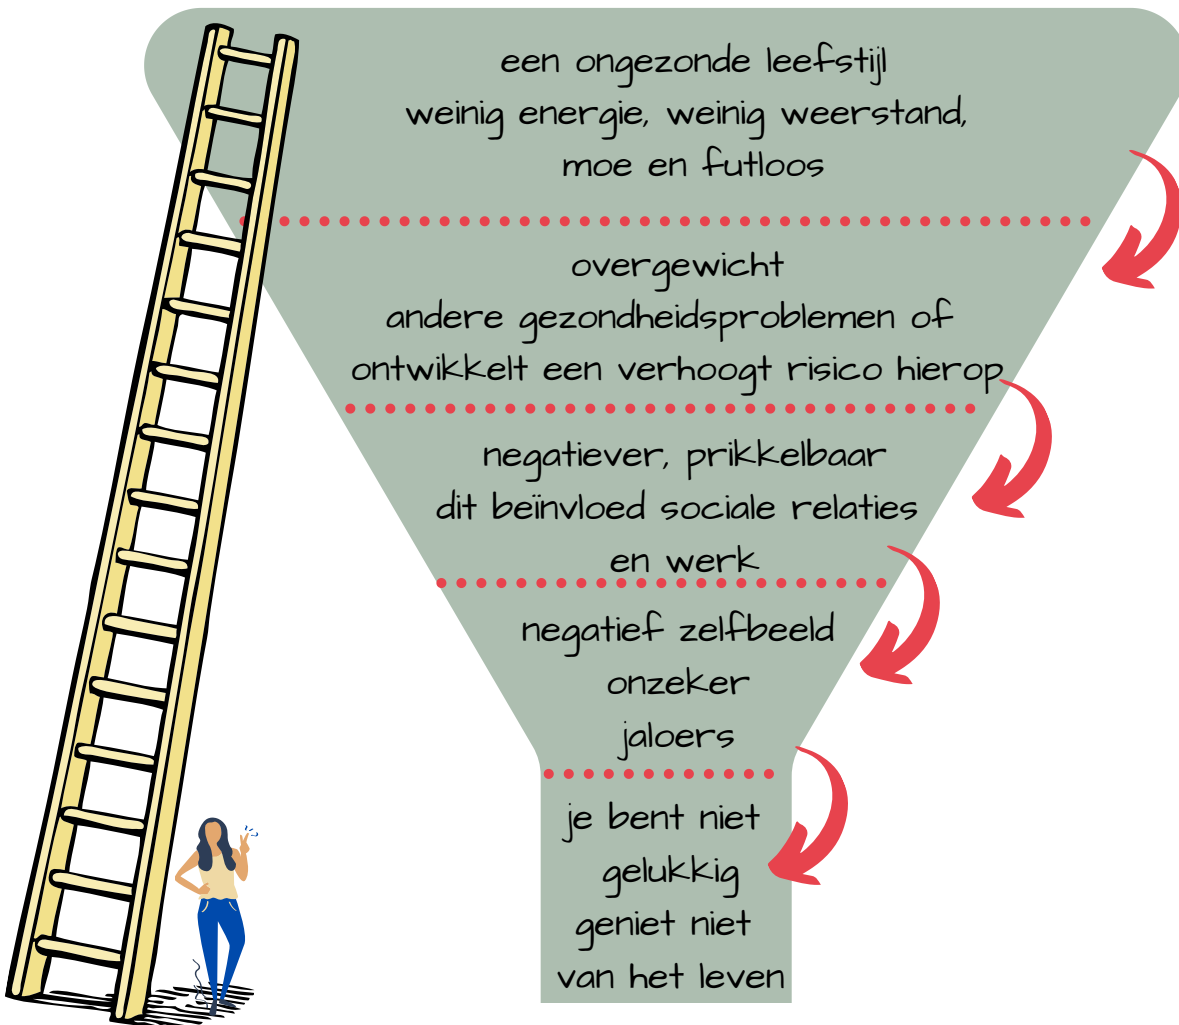 een ongezonde leefstijl
weinig energie, weinig weerstand,
moe en futloos
overgewicht
andere gezondheidsproblemen of
ontwikkelt een verhoogt risico hierop
negatiever, prikkelbaar
dit beïnvloed sociale relaties
en werk
negatief zelfbeeld
onzeker
jaloers
je bent niet
gelukkig
geniet niet
van het leven